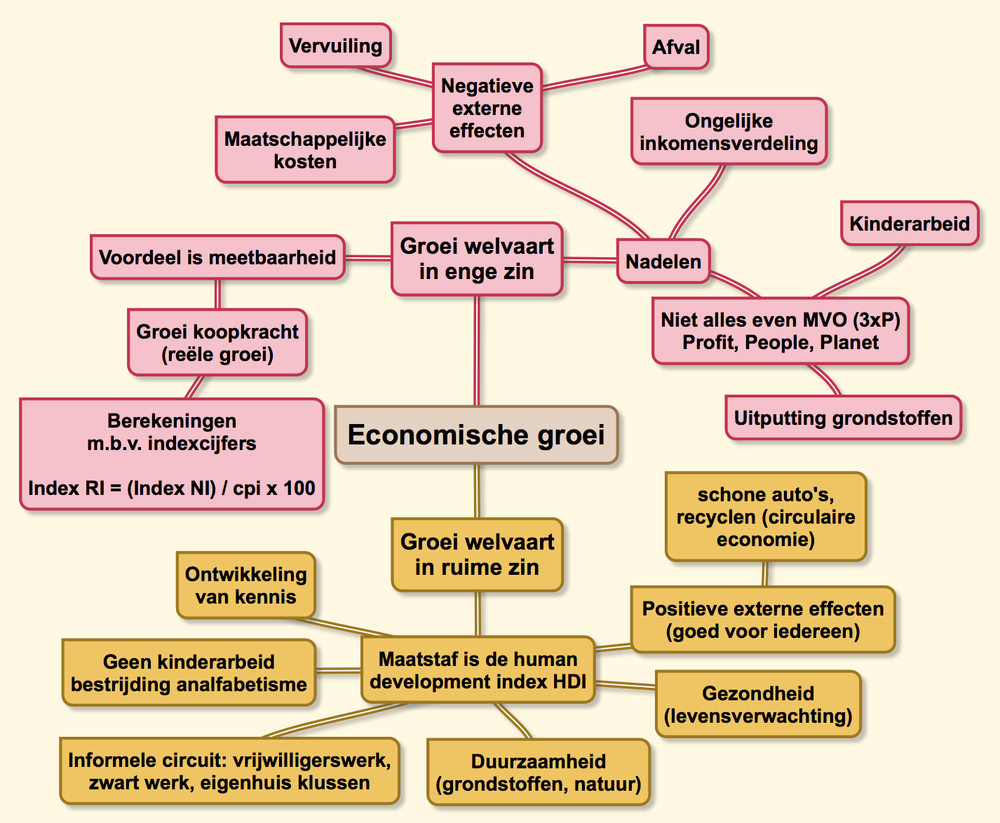 Vervuiling
Afval
Negatieve
externe
effecten
Maatschappelijke
kosten
Ongelijke
inkomensverdeling
Kinderarbeid
Voordeel is meetbaarheid
Groei welvaart
in enge zin
Nadelen
Groei koopkracht
(reële groei)
Niet alles even MVO (3xP)
Profit, People, Planet
Berekeningen
m.b.v. indexcijfers
Index RI = (Index NI) / cpi x 100
Uitputting grondstoffen
Economische groei
schone auto's,
recyclen (circulaire
economie)
Groei welvaart
in ruime zin
Ontwikkeling
van kennis
Positieve externe effecten
(goed voor iedereen)
Geen kinderarbeid
bestrijding analfabetisme
Maatstaf is de human
development index HDI
Gezondheid
(levensverwachting)
Informele circuit: vrijwilligerswerk,
zwart werk, eigenhuis klussen
Duurzaamheid
(grondstoffen, natuur)